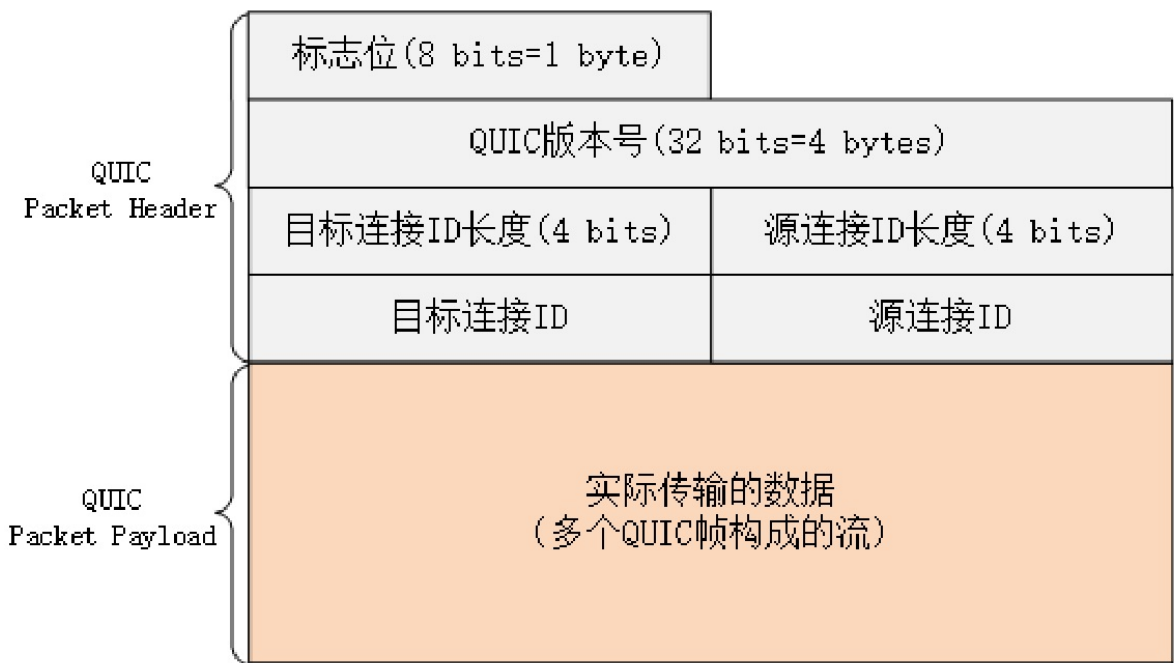 标志位(8 bits=1 byte)
QUIC版本号(32 bits=4 bytes)
QUIC
Packet Header
目标连接ID长度(4 bits)
源连接ID长度(4 bits)
目标连接ID
源连接ID
QUIC
Packet Payload
实际传输的数据
(多个QUIC帧构成的流)